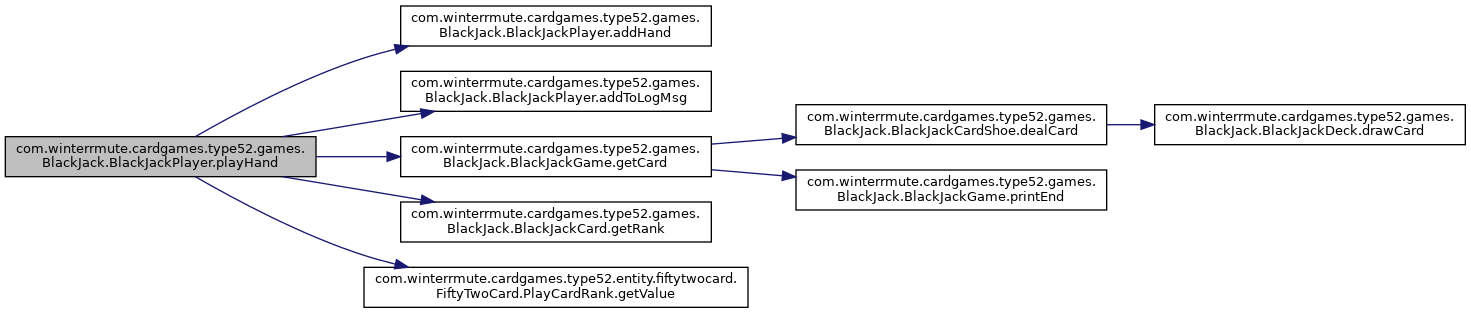 com.winterrmute.cardgames.type52.games.
BlackJack.BlackJackPlayer.addHand
com.winterrmute.cardgames.type52.games.
BlackJack.BlackJackPlayer.addToLogMsg
com.winterrmute.cardgames.type52.games.
BlackJack.BlackJackCardShoe.dealCard
com.winterrmute.cardgames.type52.games.
BlackJack.BlackJackDeck.drawCard
com.winterrmute.cardgames.type52.games.
BlackJack.BlackJackPlayer.playHand
com.winterrmute.cardgames.type52.games.
BlackJack.BlackJackGame.getCard
com.winterrmute.cardgames.type52.games.
BlackJack.BlackJackGame.printEnd
com.winterrmute.cardgames.type52.games.
BlackJack.BlackJackCard.getRank
com.winterrmute.cardgames.type52.entity.fiftytwocard.
FiftyTwoCard.PlayCardRank.getValue